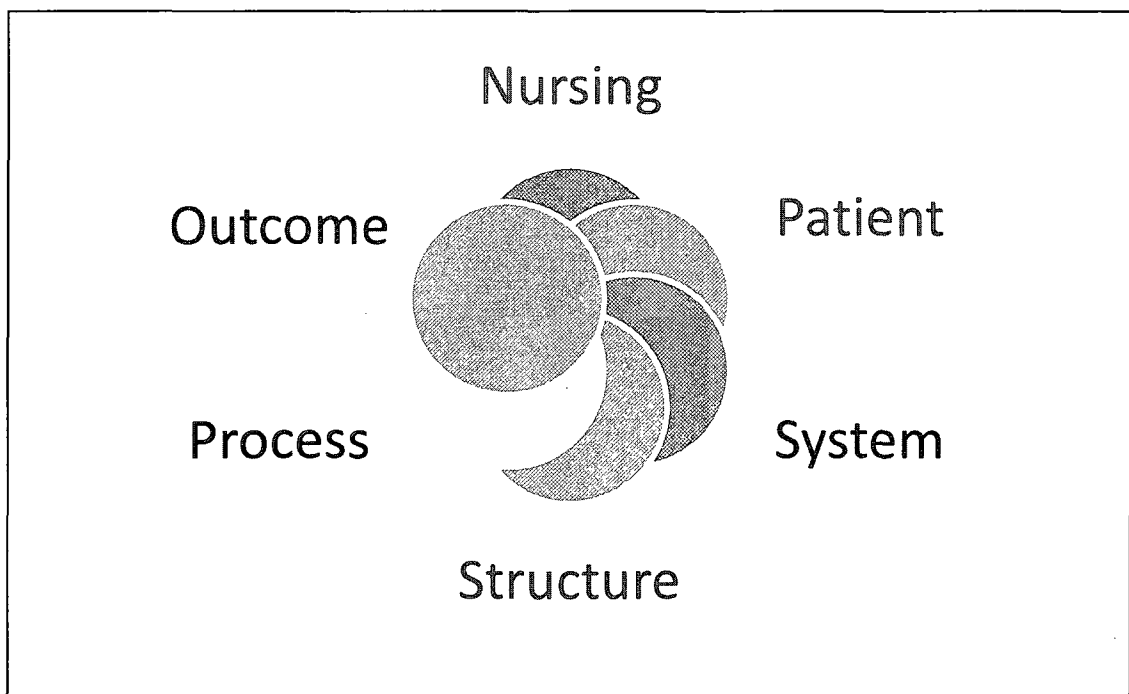 Nursing
Outcome
Patient
Process
System
Structure